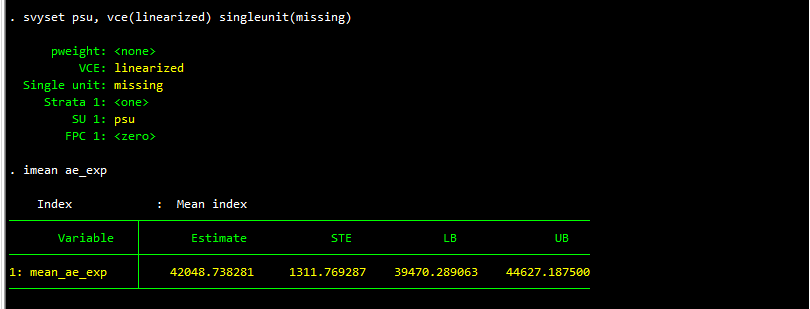 . svyset psu, vce(linearized) singleunit(missing)
pweight: <none>
VCE: linearized
Single unit: missing
Strata 1: <one>
SU 1: psu
FPC 1: <zero>
. imean ae_exp
Index : Mean index
Variable Estimate STE LB UB
1: mean_ae_exp 42048.738281 1311.769287 39470.289063 44627.187500